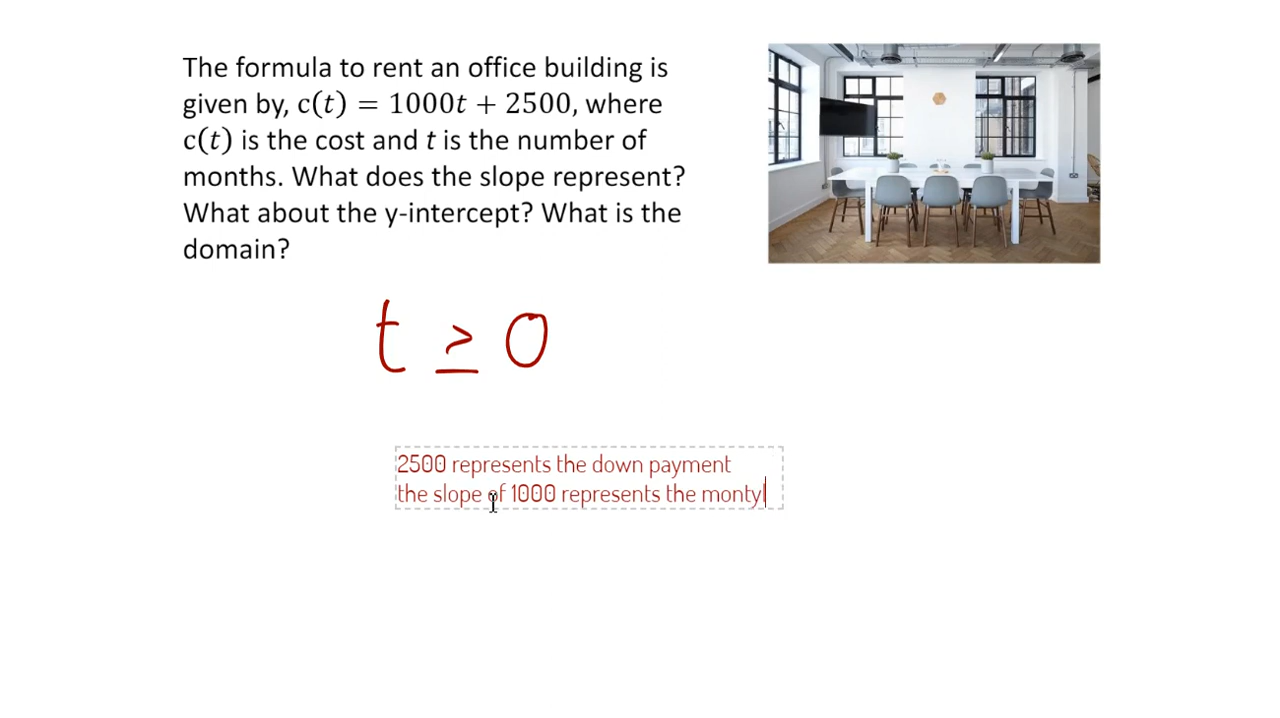 The formula to rent an office building is
given by, c(t) = 1000t + 2500, where
c(t) is the cost and t is the number of
months. What does the slope represent?
What about the y-intercept? What is the
domain?
t ≥ 0
2500 represents the down payment
the slope of 1000 represents the montyl